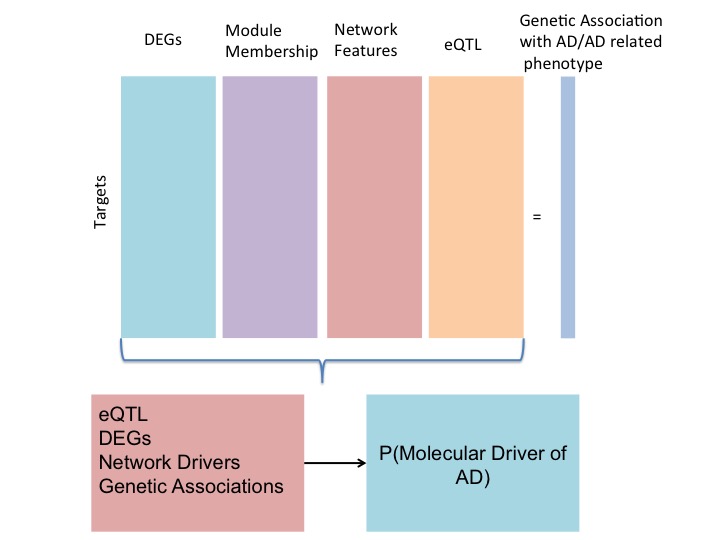 DEGs
Module
Membership
Network
Features
eQTL
Genetic Association
with AD/AD related
phenotype
Targets
=
eQTL
DEGs
Network Drivers
Genetic Associations
P(Molecular Driver of
AD)